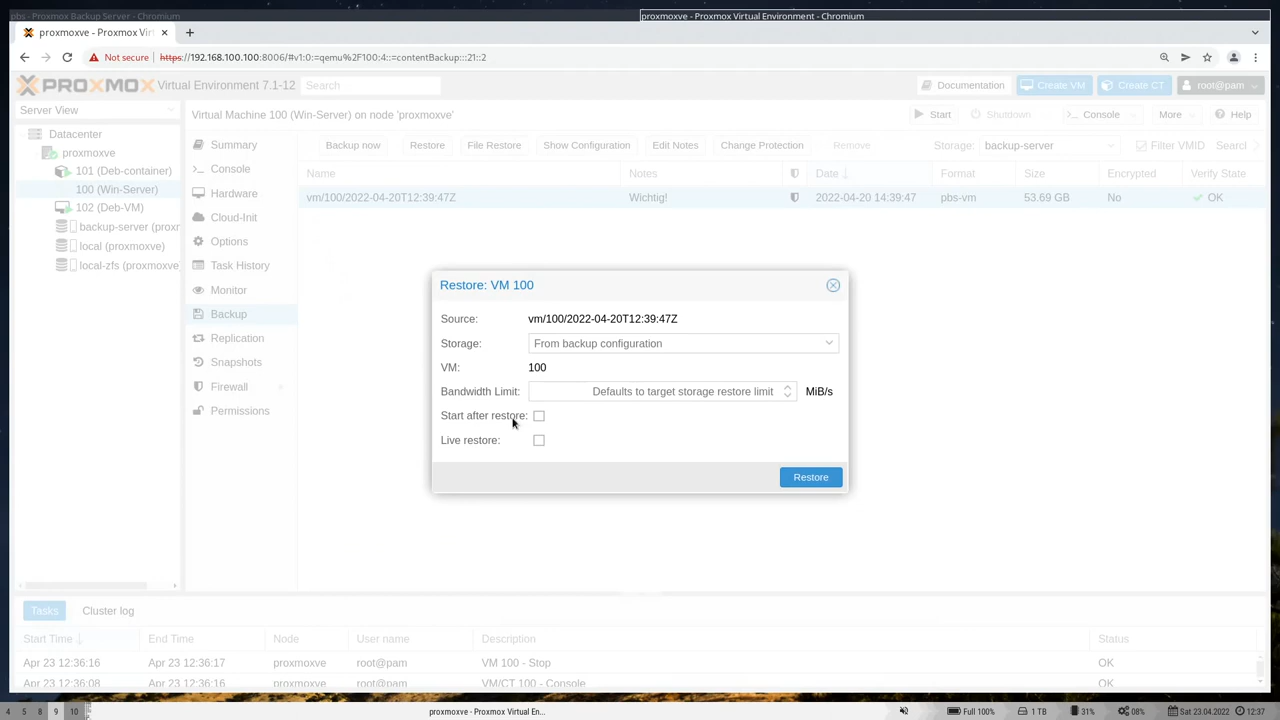 pbs - Proxmox Backup Server - Chromium
proxmoxve - Proxmox Virtual Environment - Chromium
proxmoxve - Proxmox Vir
Not secure https://192.168.100.100:8006/#v1:0:=qemu%2F100:4::=contentBackup:::21::2
PROXMOX Virtual Environment 7.1-12 Search Documentation Create VM Create CT root@pam
Server View
Virtual Machine 100 (Win-Server) on node 'proxmoxve' Start Shutdown Console More Help
Datacenter
proxmoxve
101 (Deb-container)
100 (Win-Server)
102 (Deb-VM)
backup-server (proxr
local (proxmoxve)
local-zfs (proxmoxve
Summary
Console
Hardware
Cloud-Init
Options
Task History
Monitor
Backup
Replication
Snapshots
Firewall
Permissions
Backup now Restore File Restore Show Configuration Edit Notes Change Protection Remove Storage: backup-server Filter VMID Search
Name Notes Date Format Size Encrypted Verify State
vm/100/2022-04-20T12:39:47Z Wichtig! 2022-04-20 14:39:47 pbs-vm 53.69 GB No OK
Restore: VM 100
Source: vm/100/2022-04-20T12:39:47Z
Storage: From backup configuration
VM: 100
Bandwidth Limit: Defaults to target storage restore limit MiB/s
Start after restore:
Live restore:
Restore
Tasks Cluster log
Start Time End Time Node User name Description Status
Apr 23 12:36:16 Apr 23 12:36:17 proxmoxve root@pam VM 100 - Stop OK
Apr 23 12:36:08 Apr 23 12:36:16 proxmoxve root@pam VM/CT 100 - Console OK
4 5 8 9 10 proxmoxve - Proxmox Virtual En... Full 100% 1 TB 31% 08% Sat 23.04.2022 12:37